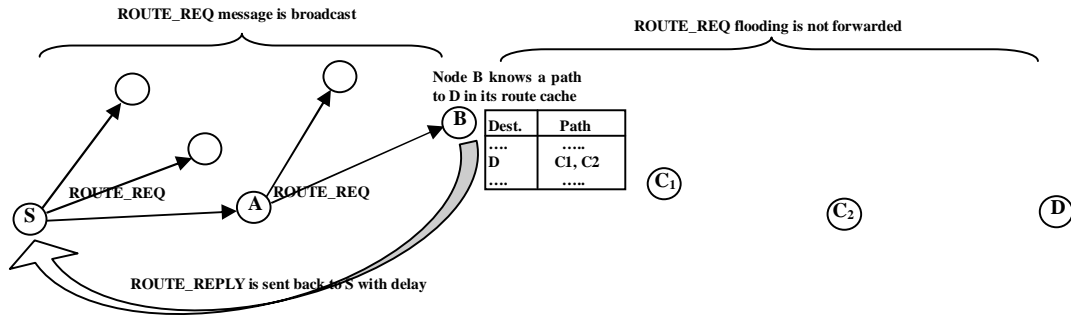 ROUTE_REQ message is broadcast
ROUTE_REQ flooding is not forwarded
Node B knows a path
to D in its route cache
B
Dest. Path
.... .....
D C1, C2
.... .....
C1
ROUTE_REQ
ROUTE_REQ
S
A
C2
D
ROUTE_REPLY is sent back to S with delay